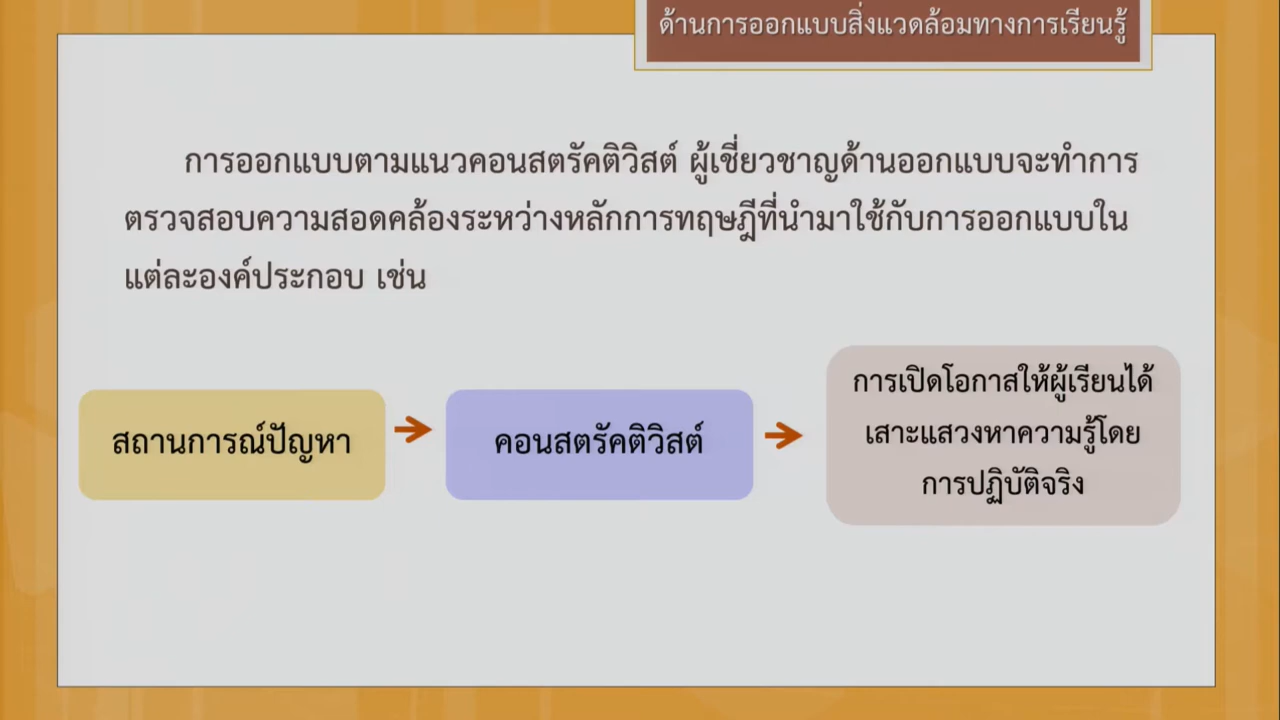 ด้านการออกแบบสิ่งแวดล้อมทางการเรียนรู้
การออกแบบตามแนวคอนสตรัคติวิสต์ ผู้เชี่ยวชาญด้านออกแบบจะทำการ
ตรวจสอบความสอดคล้องระหว่างหลักการทฤษฎีที่นำมาใช้กับการออกแบบใน
แต่ละองค์ประกอบ เช่น
สถานการณ์ปัญหา
คอนสตรัคติวิสต์
การเปิดโอกาสให้ผู้เรียนได้
เสาะแสวงหาความรู้โดย
การปฏิบัติจริง